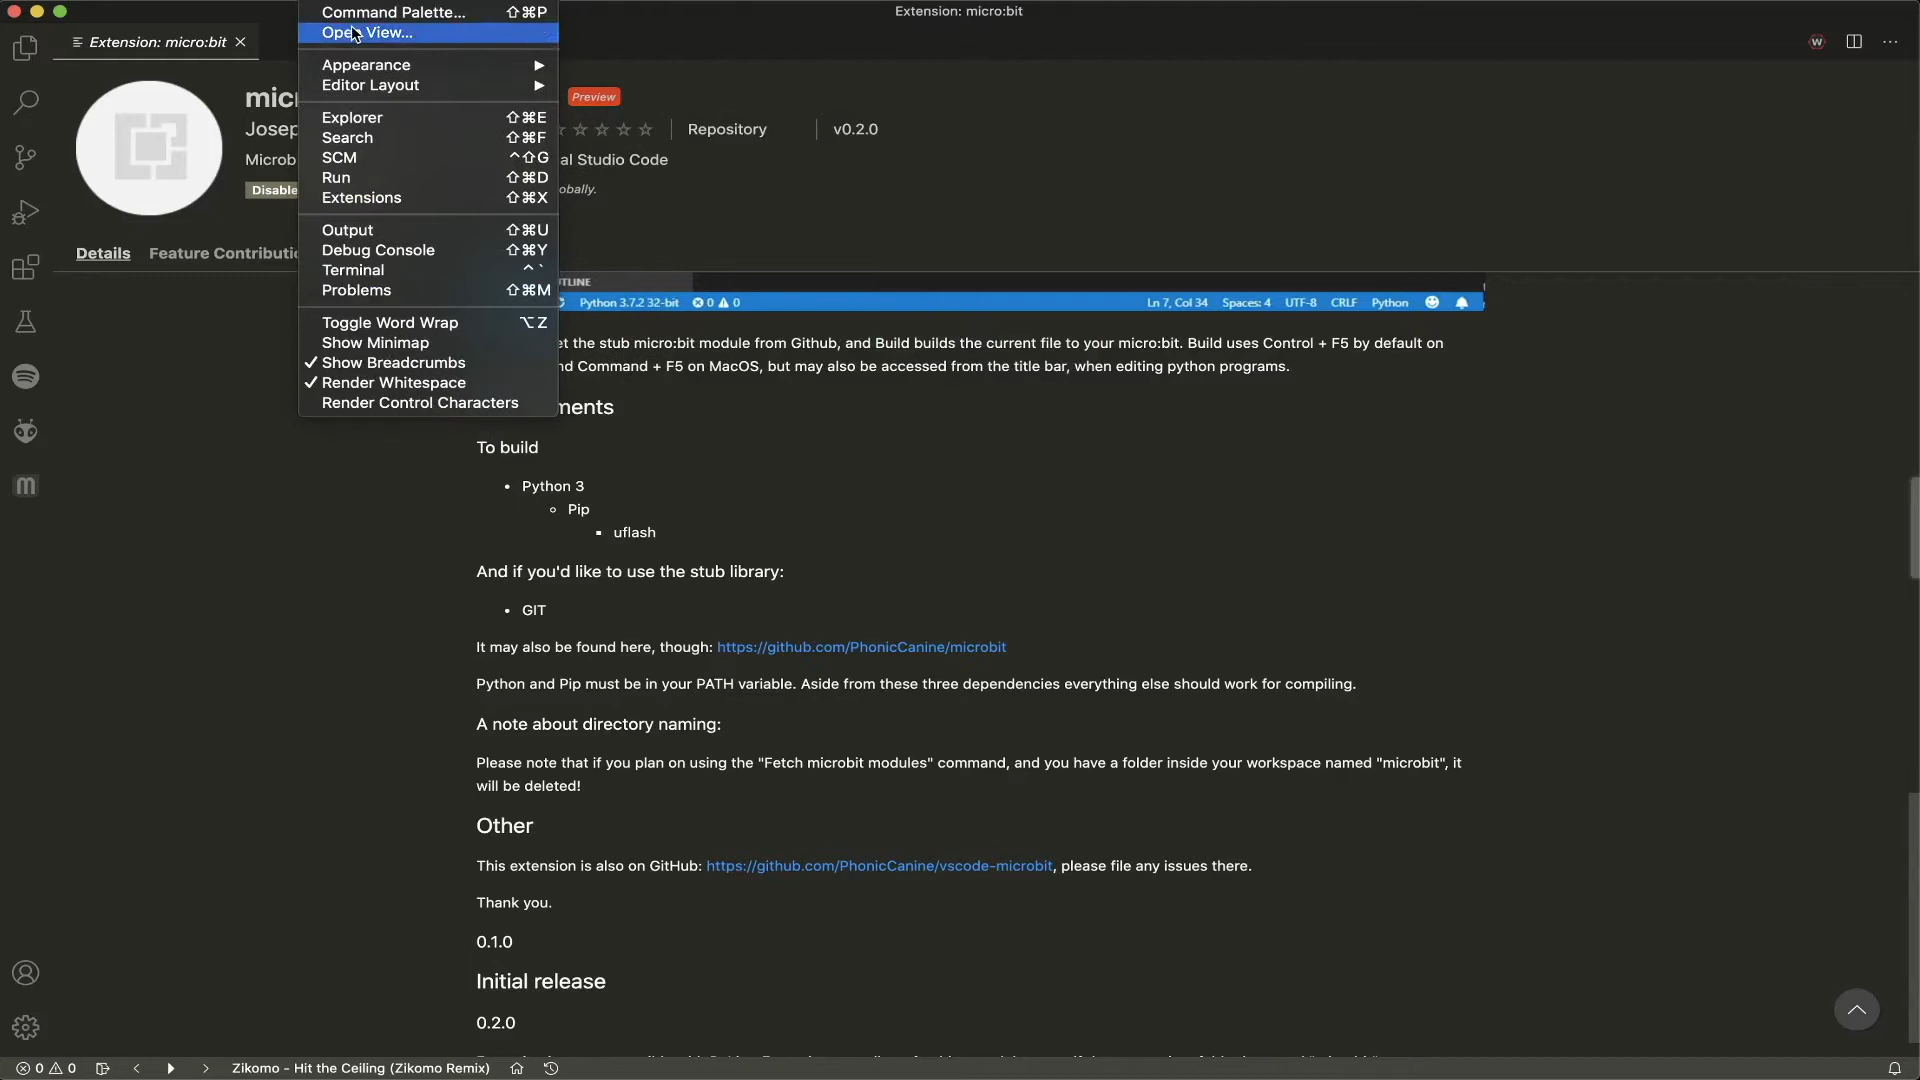 Extension: micro:bit
Extension: micro:bit
W
Command Palette... ⇧⌘P
Open View...
Appearance
Editor Layout
Explorer ⇧⌘E
Search ⇧⌘F
SCM ^⇧G
Run ⇧⌘D
Extensions ⇧⌘X
Output ⇧⌘U
Debug Console ⇧⌘Y
Terminal ^`
Problems ⇧⌘M
Toggle Word Wrap ⌥Z
Show Minimap
✓ Show Breadcrumbs
✓ Render Whitespace
Render Control Characters
mic
Preview
Josep
Repository
v0.2.0
Microb
al Studio Code
Disable
obally.
Details
Feature Contributio
TLINE
Python 3.7.2 32-bit 0 0 Ln 7, Col 34 Spaces: 4 UTF-8 CRLF Python
et the stub micro:bit module from Github, and Build builds the current file to your micro:bit. Build uses Control + F5 by default on
nd Command + F5 on MacOS, but may also be accessed from the title bar, when editing python programs.
ments
To build
• Python 3
Pip
uflash
And if you'd like to use the stub library:
• GIT
It may also be found here, though: https://github.com/PhonicCanine/microbit
Python and Pip must be in your PATH variable. Aside from these three dependencies everything else should work for compiling.
A note about directory naming:
Please note that if you plan on using the "Fetch microbit modules" command, and you have a folder inside your workspace named "microbit", it
will be deleted!
Other
This extension is also on GitHub: https://github.com/PhonicCanine/vscode-microbit, please file any issues there.
Thank you.
0.1.0
Initial release
0.2.0
0 0 Zikomo - Hit the Ceiling (Zikomo Remix)